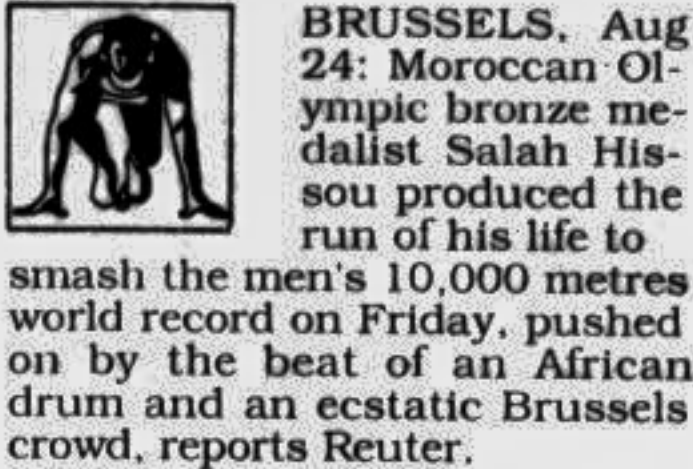 BRUSSELS, Aug
24: Moroccan Ol-
ympic bronze me-
dalist Salah His-
sou produced the
run of his life to
smash the men's 10,000 metres
world record on Friday, pushed
on by the beat of an African
drum and an ecstatic Brussels
crowd, reports Reuter.